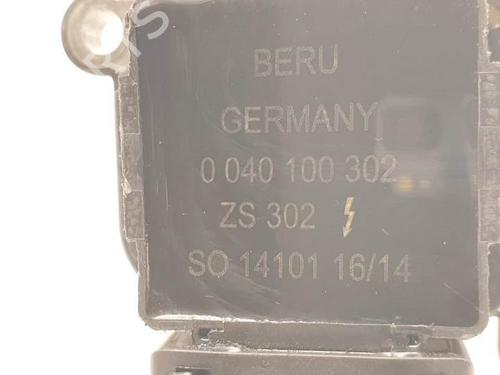 BERU
GERMANY
0 040 100 302
ZS 302
SO 14101 16/14